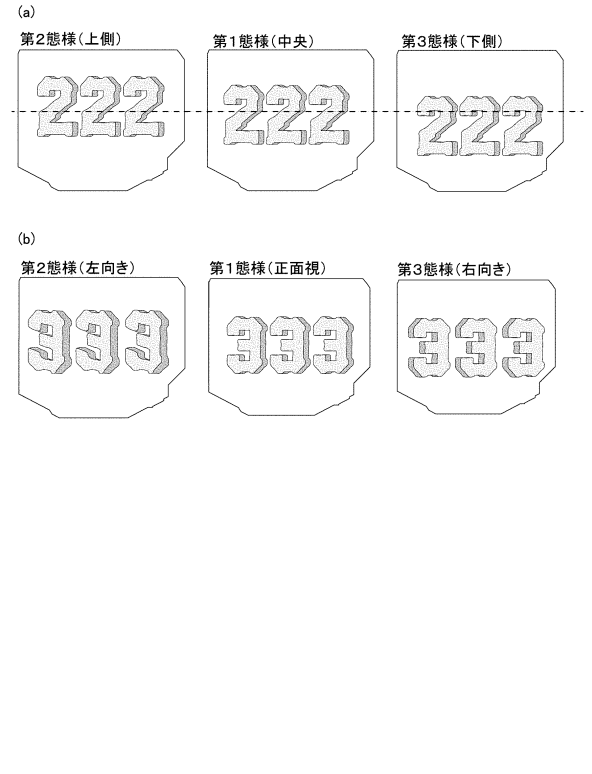 (a)
第２態様（上側） 第１態様（中央） 第３態様（下側）
222 222 222
(b)
第２態様（左向き） 第１態様（正面視） 第３態様（右向き）
333 333 333